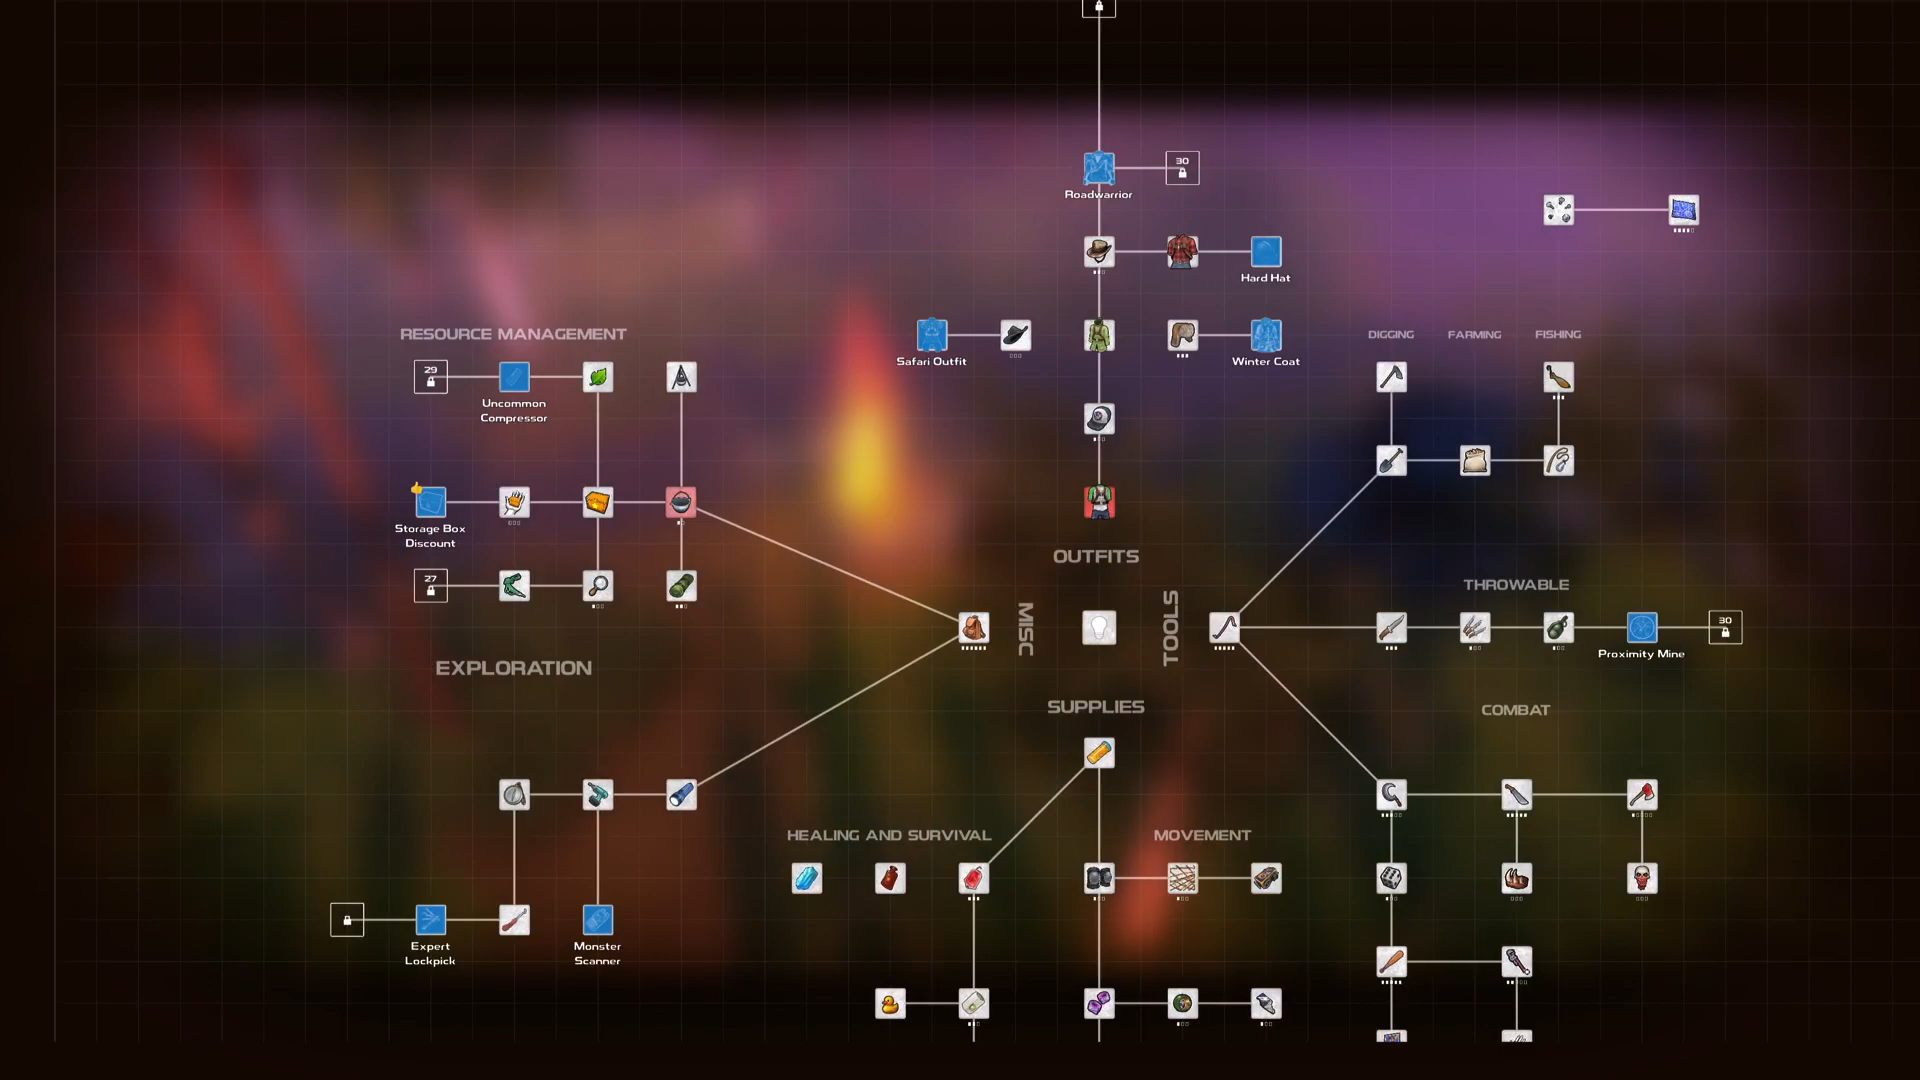 Roadwarrior
30
Hard Hat
Safari Outfit
Winter Coat
RESOURCE MANAGEMENT
DIGGING
FARMING
FISHING
29
Uncommon
Compressor
Storage Box
Discount
27
OUTFITS
MISC
TOOLS
THROWABLE
30
Proximity Mine
EXPLORATION
SUPPLIES
COMBAT
HEALING AND SURVIVAL
MOVEMENT
Expert
Lockpick
Monster
Scanner